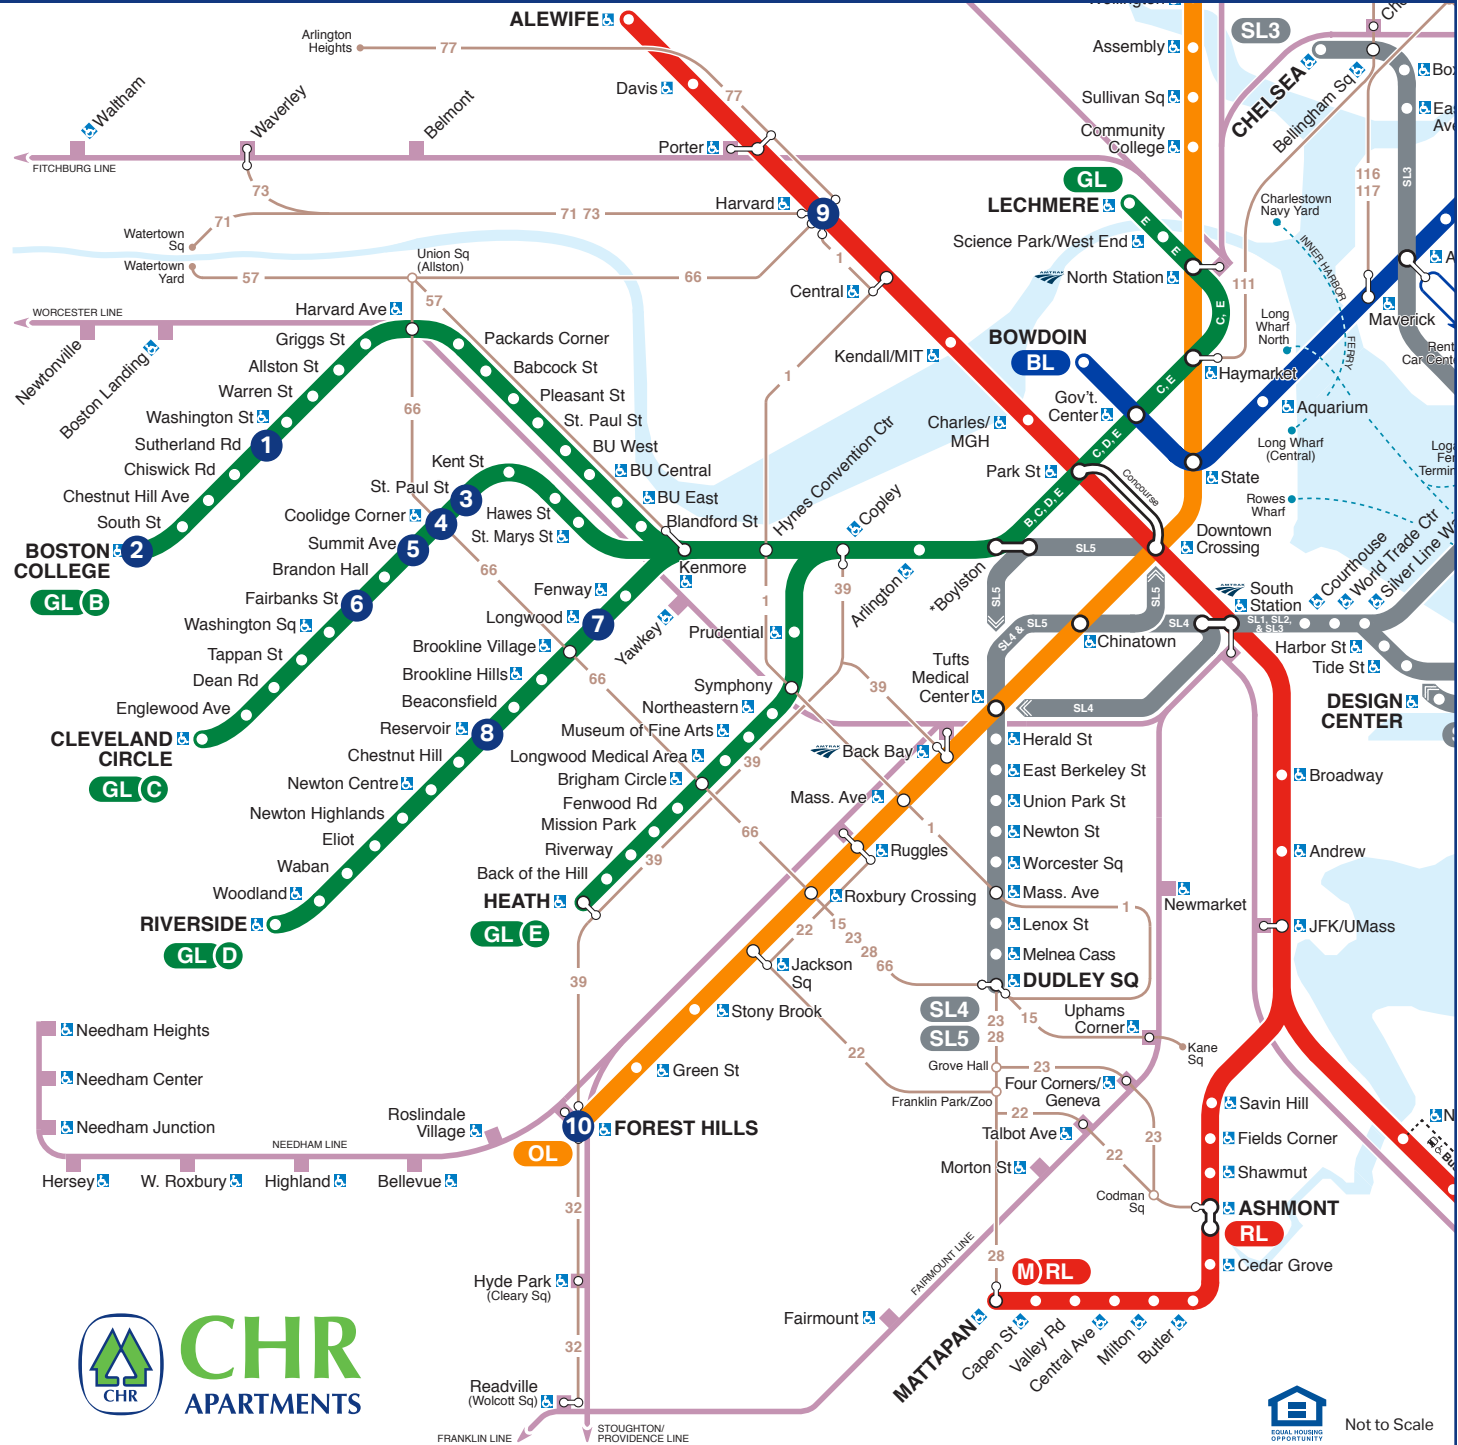 ALEWIFE
Arlington
Heights
77
Davis
77
Waltham
Waverley
Belmont
Porter
FITCHBURG LINE
73
71
71 73
Harvard
9
Watertown
Sq
Watertown
Yard
57
Union Sq
(Allston)
66
57
1
Central
Kendall/MIT
Charles/
MGH
Park St
Assembly
Sullivan Sq
Community
College
GL
LECHMERE
E
E
Science Park/West End
AMTRAK
North Station
C, E
111
BOWDOIN
BL
Gov't.
Center
C, E
Haymarket
C, D, E
B, C, D, E
Concourse
State
Downtown
Crossing
SL3
CHELSEA
Bellingham Sq
116
117
SL3
Charlestown
Navy Yard
INNER HARBOR
FERRY
Long
Wharf
North
Maverick
Aquarium
Long Wharf
(Central)
Rowes
Wharf
WORCESTER LINE
Newtonville
Boston Landing
Harvard Ave
Griggs St
Allston St
Warren St
Washington St
Sutherland Rd
1
Chiswick Rd
Chestnut Hill Ave
South St
BOSTON
COLLEGE
2
GL B
Packards Corner
Babcock St
Pleasant St
St. Paul St
BU West
BU Central
BU East
Blandford St
Kenmore
66
Kent St
St. Paul St
3
Coolidge Corner
4
Summit Ave
5
Hawes St
St. Marys St
Brandon Hall
Fairbanks St
6
Washington Sq
Tappan St
Dean Rd
Englewood Ave
CLEVELAND
CIRCLE
GL C
66
1
Hynes Convention Ctr
Copley
Arlington
*Boylston
39
1
Fenway
Longwood
7
Brookline Village
Brookline Hills
Beaconsfield
Reservoir
8
Chestnut Hill
Newton Centre
Newton Highlands
Eliot
Waban
Woodland
RIVERSIDE
GL D
66
Yawkey
Prudential
Symphony
Northeastern
Museum of Fine Arts
Longwood Medical Area
Brigham Circle
Fenwood Rd
Mission Park
Riverway
Back of the Hill
HEATH
GL E
39
39
39
66
39
SL5
SL5
SL5
SL4 & SL5
Chinatown
SL4
SL4
AMTRAK
South
Station
SL1, SL2,
& SL3
Courthouse
World Trade Ctr
Harbor St
Tide St
DESIGN
CENTER
Tufts
Medical
Center
AMTRAK
Back Bay
Mass. Ave
Ruggles
Roxbury Crossing
1
Herald St
East Berkeley St
Union Park St
Newton St
Worcester Sq
Mass. Ave
Lenox St
Melnea Cass
DUDLEY SQ
1
SL4
SL5
22
15
23
28
66
Jackson
Sq
Stony Brook
22
Green St
10
FOREST HILLS
OL
23
28
15
Uphams
Corner
Kane
Sq
Grove Hall
23
Franklin Park/Zoo
Four Corners/
Geneva
22
Talbot Ave
23
22
Morton St
Codman
Sq
28
Broadway
Andrew
Newmarket
JFK/UMass
Savin Hill
Fields Corner
Shawmut
ASHMONT
RL
Cedar Grove
M RL
MATTAPAN
Capen St
Valley Rd
Central Ave
Milton
Butler
FAIRMOUNT LINE
Fairmount
Needham Heights
Needham Center
Needham Junction
Roslindale
Village
NEEDHAM LINE
Hersey
W. Roxbury
Highland
Bellevue
32
Hyde Park
(Cleary Sq)
32
Readville
(Wolcott Sq)
FRANKLIN LINE
STOUGHTON/
PROVIDENCE LINE
CHR
CHR
APARTMENTS
EQUAL HOUSING
OPPORTUNITY
Not to Scale